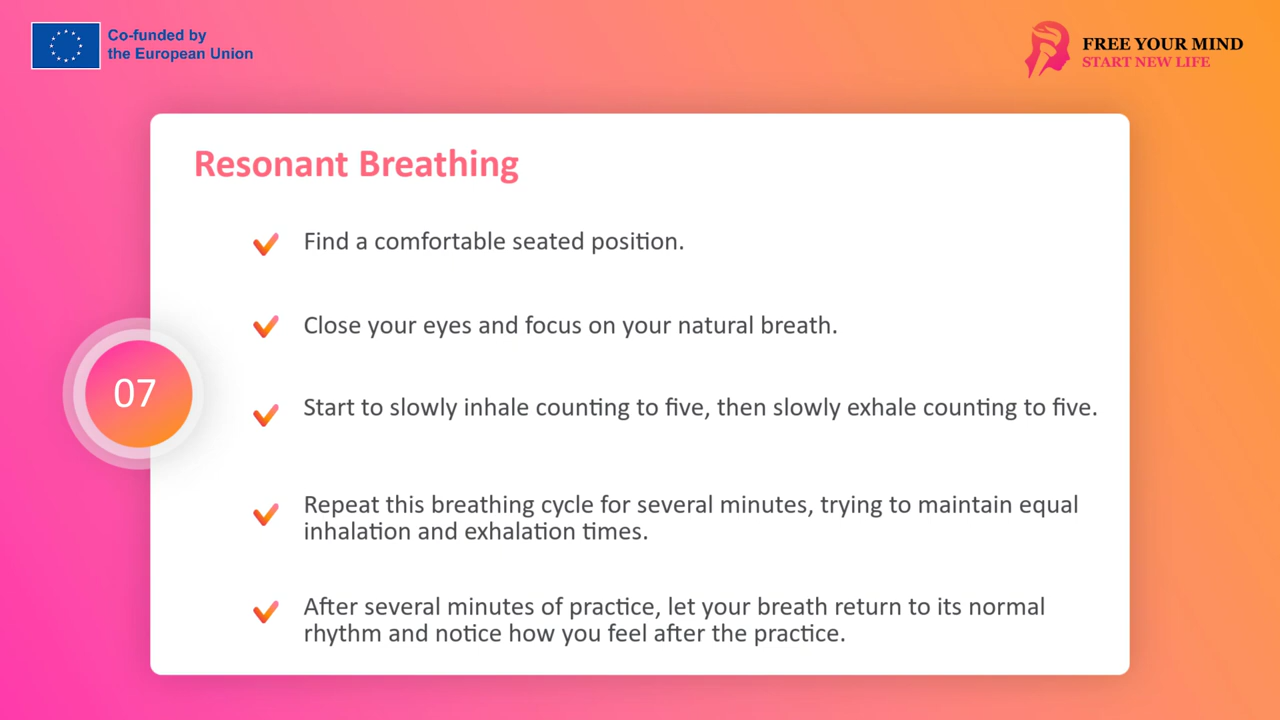 Co-funded by
the European Union
FREE YOUR MIND
START NEW LIFE
Resonant Breathing
Find a comfortable seated position.
Close your eyes and focus on your natural breath.
07
Start to slowly inhale counting to five, then slowly exhale counting to five.
Repeat this breathing cycle for several minutes, trying to maintain equal
inhalation and exhalation times.
After several minutes of practice, let your breath return to its normal
rhythm and notice how you feel after the practice.